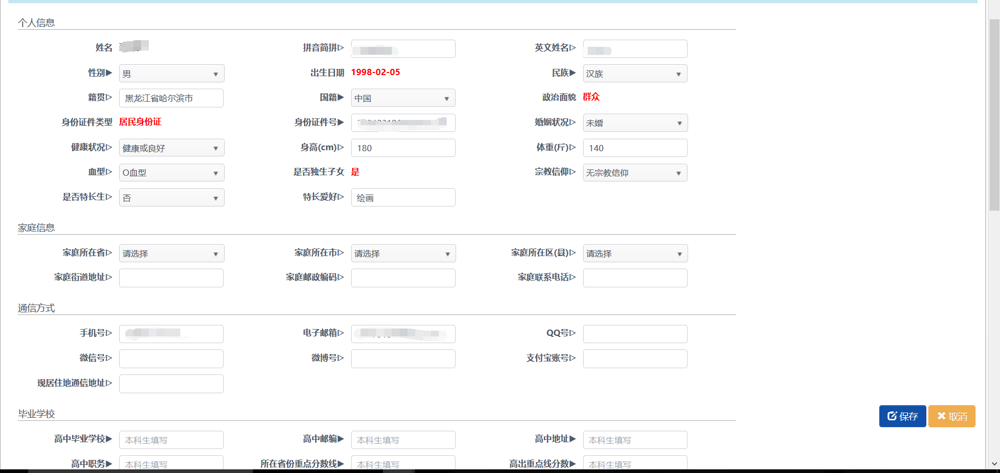 个人信息
姓名 拼音简拼▷ 英文姓名▷
性别▶ 男 出生日期 1998-02-05 民族▶ 汉族
籍贯▷ 黑龙江省哈尔滨市 国籍▶ 中国 政治面貌 群众
身份证件类型 居民身份证 身份证件号▶ 婚姻状况▷ 未婚
健康状况▷ 健康或良好 身高(cm)▷ 180 体重(斤)▷ 140
血型▷ O血型 是否独生子女 是 宗教信仰▷ 无宗教信仰
是否特长生▷ 否 特长爱好▷ 绘画
家庭信息
家庭所在省▷ 请选择 家庭所在市▷ 请选择 家庭所在区(县)▷ 请选择
家庭街道地址▷ 家庭邮政编码▷ 家庭联系电话▷
通信方式
手机号▷ 电子邮箱▷ QQ号▷
微信号▷ 微博号▷ 支付宝账号▷
现居住地通信地址▷
毕业学校
保存 取消
高中毕业学校▶ 本科生填写 高中邮编▶ 本科生填写 高中地址▶ 本科生填写
高中职务▶ 本科生填写 所在省份重点分数线▶ 本科生填写 高出重点线分数▶ 本科生填写